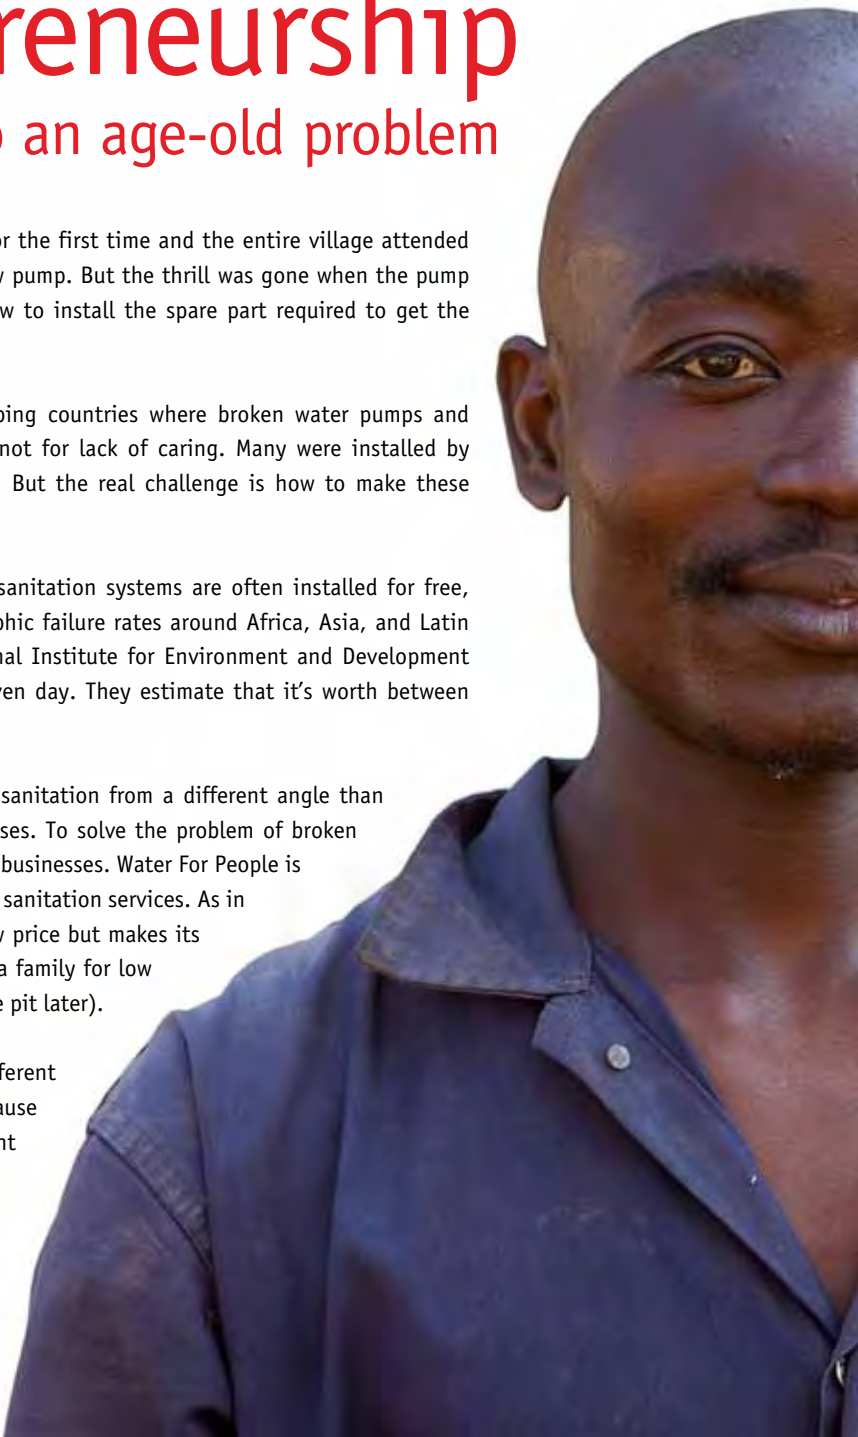 reneurship
o an age-old problem
or the first time and the entire village attended
w pump. But the thrill was gone when the pump
w to install the spare part required to get the
ping countries where broken water pumps and
not for lack of caring. Many were installed by
But the real challenge is how to make these
sanitation systems are often installed for free,
phic failure rates around Africa, Asia, and Latin
nal Institute for Environment and Development
ven day. They estimate that it’s worth between
sanitation from a different angle than
ses. To solve the problem of broken
businesses. Water For People is
sanitation services. As in
w price but makes its
a family for low
e pit later).
ferent
ause
nt